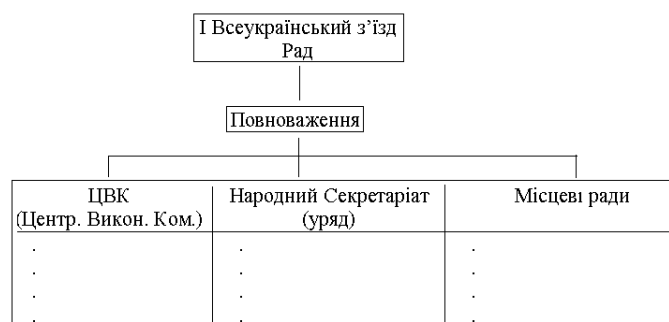 І Всеукраїнський з’їзд
Рад
Повноваження
ЦВК
(Центр. Викон. Ком.)
Народний Секретаріат
(уряд)
Місцеві ради